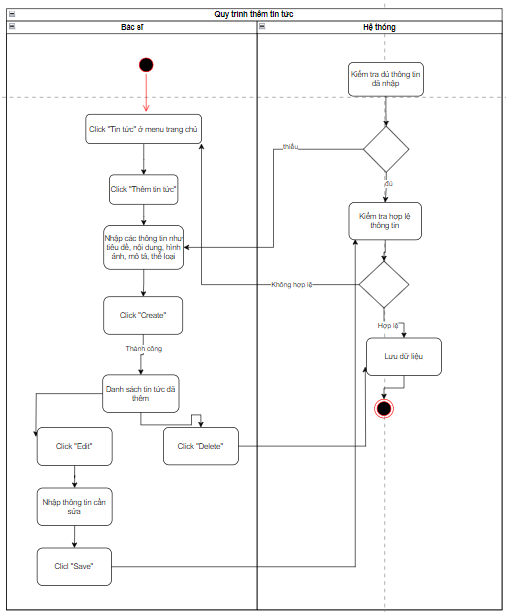 Quy trình thêm tin tức
Bác sĩ
Hệ thống
Kiểm tra đủ thông tin
đã nhập
Click "Tin tức" ở menu trang chủ
thiếu
Click "Thêm tin tức"
đủ
Kiểm tra hợp lệ
thông tin
Nhập các thông tin như
tiêu đề, nội dung, hình
ảnh, mô tả, thể loại
Không hợp lệ
Click "Create"
Hợp lệ
Thành công
Lưu dữ liệu
Danh sách tin tức đã
thêm
Click "Edit"
Click "Delete"
Nhập thông tin cần
sửa
Clicl "Save"